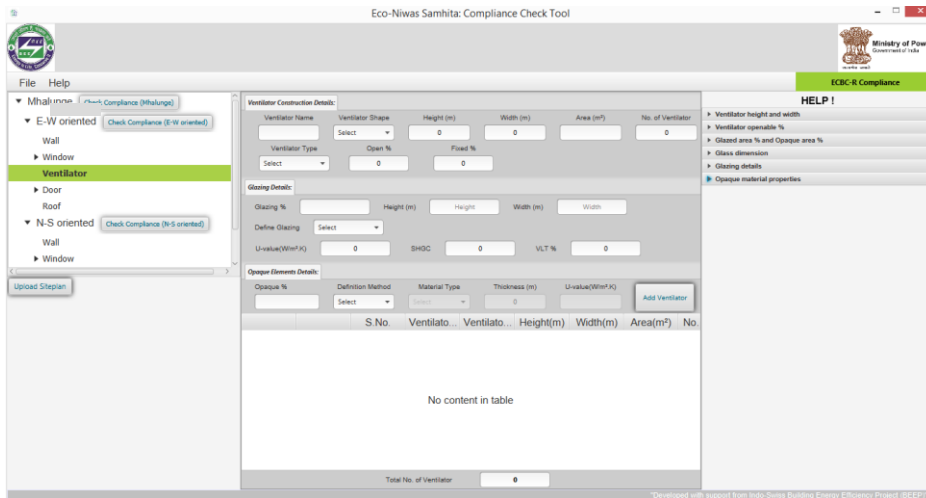 Eco-Niwas Samhita: Compliance Check Tool
Ministry of Pow
Government of India
File Help
ECBC-R Compliance
Mhalunge Check Compliance (Mhalunge)
E-W oriented Check Compliance (E-W oriented)
Wall
Window
Ventilator
Door
Roof
N-S oriented Check Compliance (N-S oriented)
Wall
Window
Upload Siteplan
Ventilator Construction Details:
Ventilator Name Ventilator Shape Height (m) Width (m) Area (m²) No. of Ventilator
Select 0 0 0
Ventilator Type Open % Fixed %
Select 0 0
Glazing Details:
Glazing % Height (m) Height Width (m) Width
Define Glazing Select
U-value(W/m².K) 0 SHGC 0 VLT % 0
Opaque Elements Details:
Opaque % Definition Method Material Type Thickness (m) U-value(W/m².K)
Select Select 0 Add Ventilator
S.No. Ventilato... Ventilato... Height(m) Width(m) Area(m²) No.
No content in table
Total No. of Ventilator 0
HELP !
Ventilator height and width
Ventilator openable %
Glazed area % and Opaque area %
Glass dimension
Glazing details
Opaque material properties
"Developed with support from Indo-Swiss Building Energy Efficiency Project (BEEP)